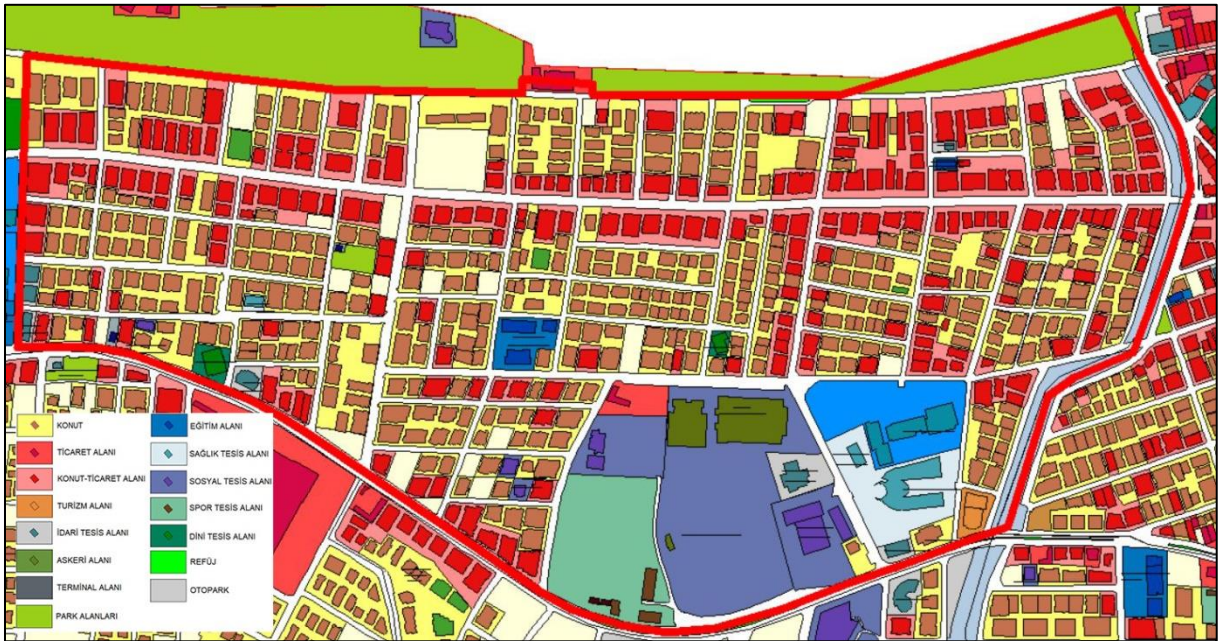 KONUT
TİCARET ALANI
KONUT-TİCARET ALANI
TURİZM ALANI
İDARİ TESİS ALANI
ASKERİ ALANI
TERMİNAL ALANI
PARK ALANLARI
EĞİTİM ALANI
SAĞLIK TESİS ALANI
SOSYAL TESİS ALANI
SPOR TESİS ALANI
DİNİ TESİS ALANI
REFÜJ
OTOPARK